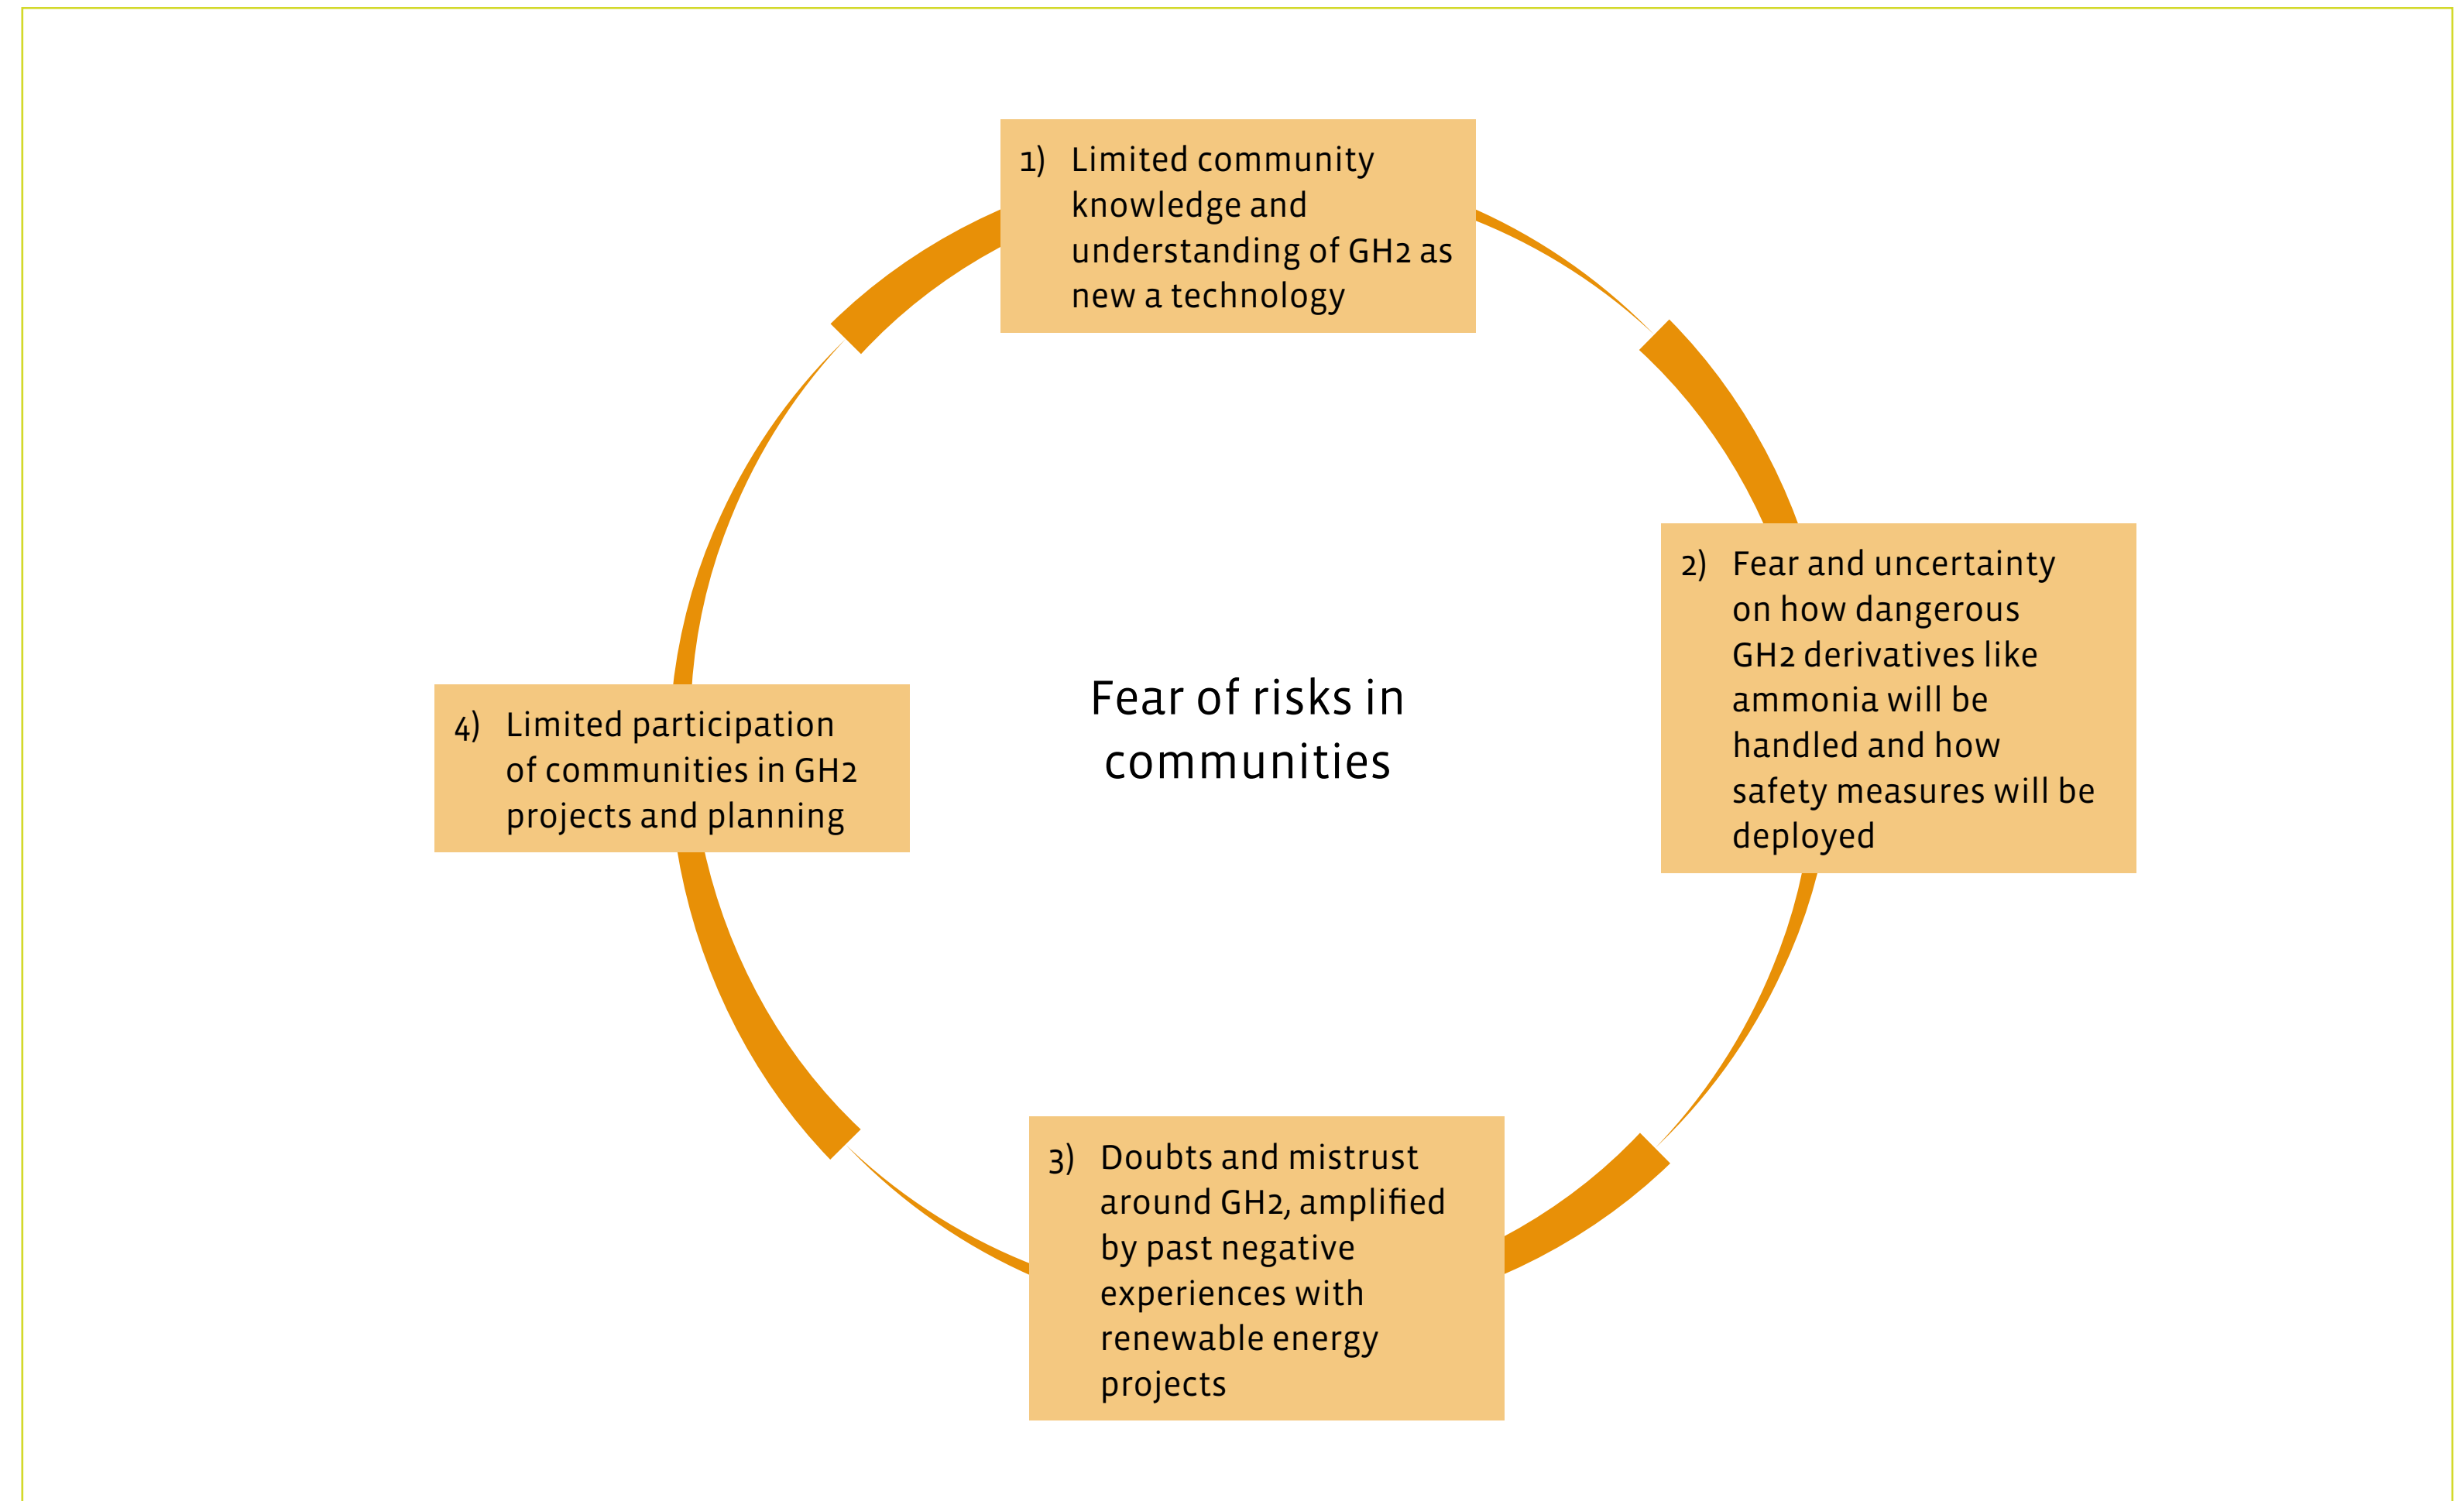 1) Limited community
knowledge and
understanding of GH2 as
new a technology
2) Fear and uncertainty
on how dangerous
GH2 derivatives like
ammonia will be
handled and how
safety measures will be
deployed
Fear of risks in
communities
4) Limited participation
of communities in GH2
projects and planning
3) Doubts and mistrust
around GH2, amplified
by past negative
experiences with
renewable energy
projects